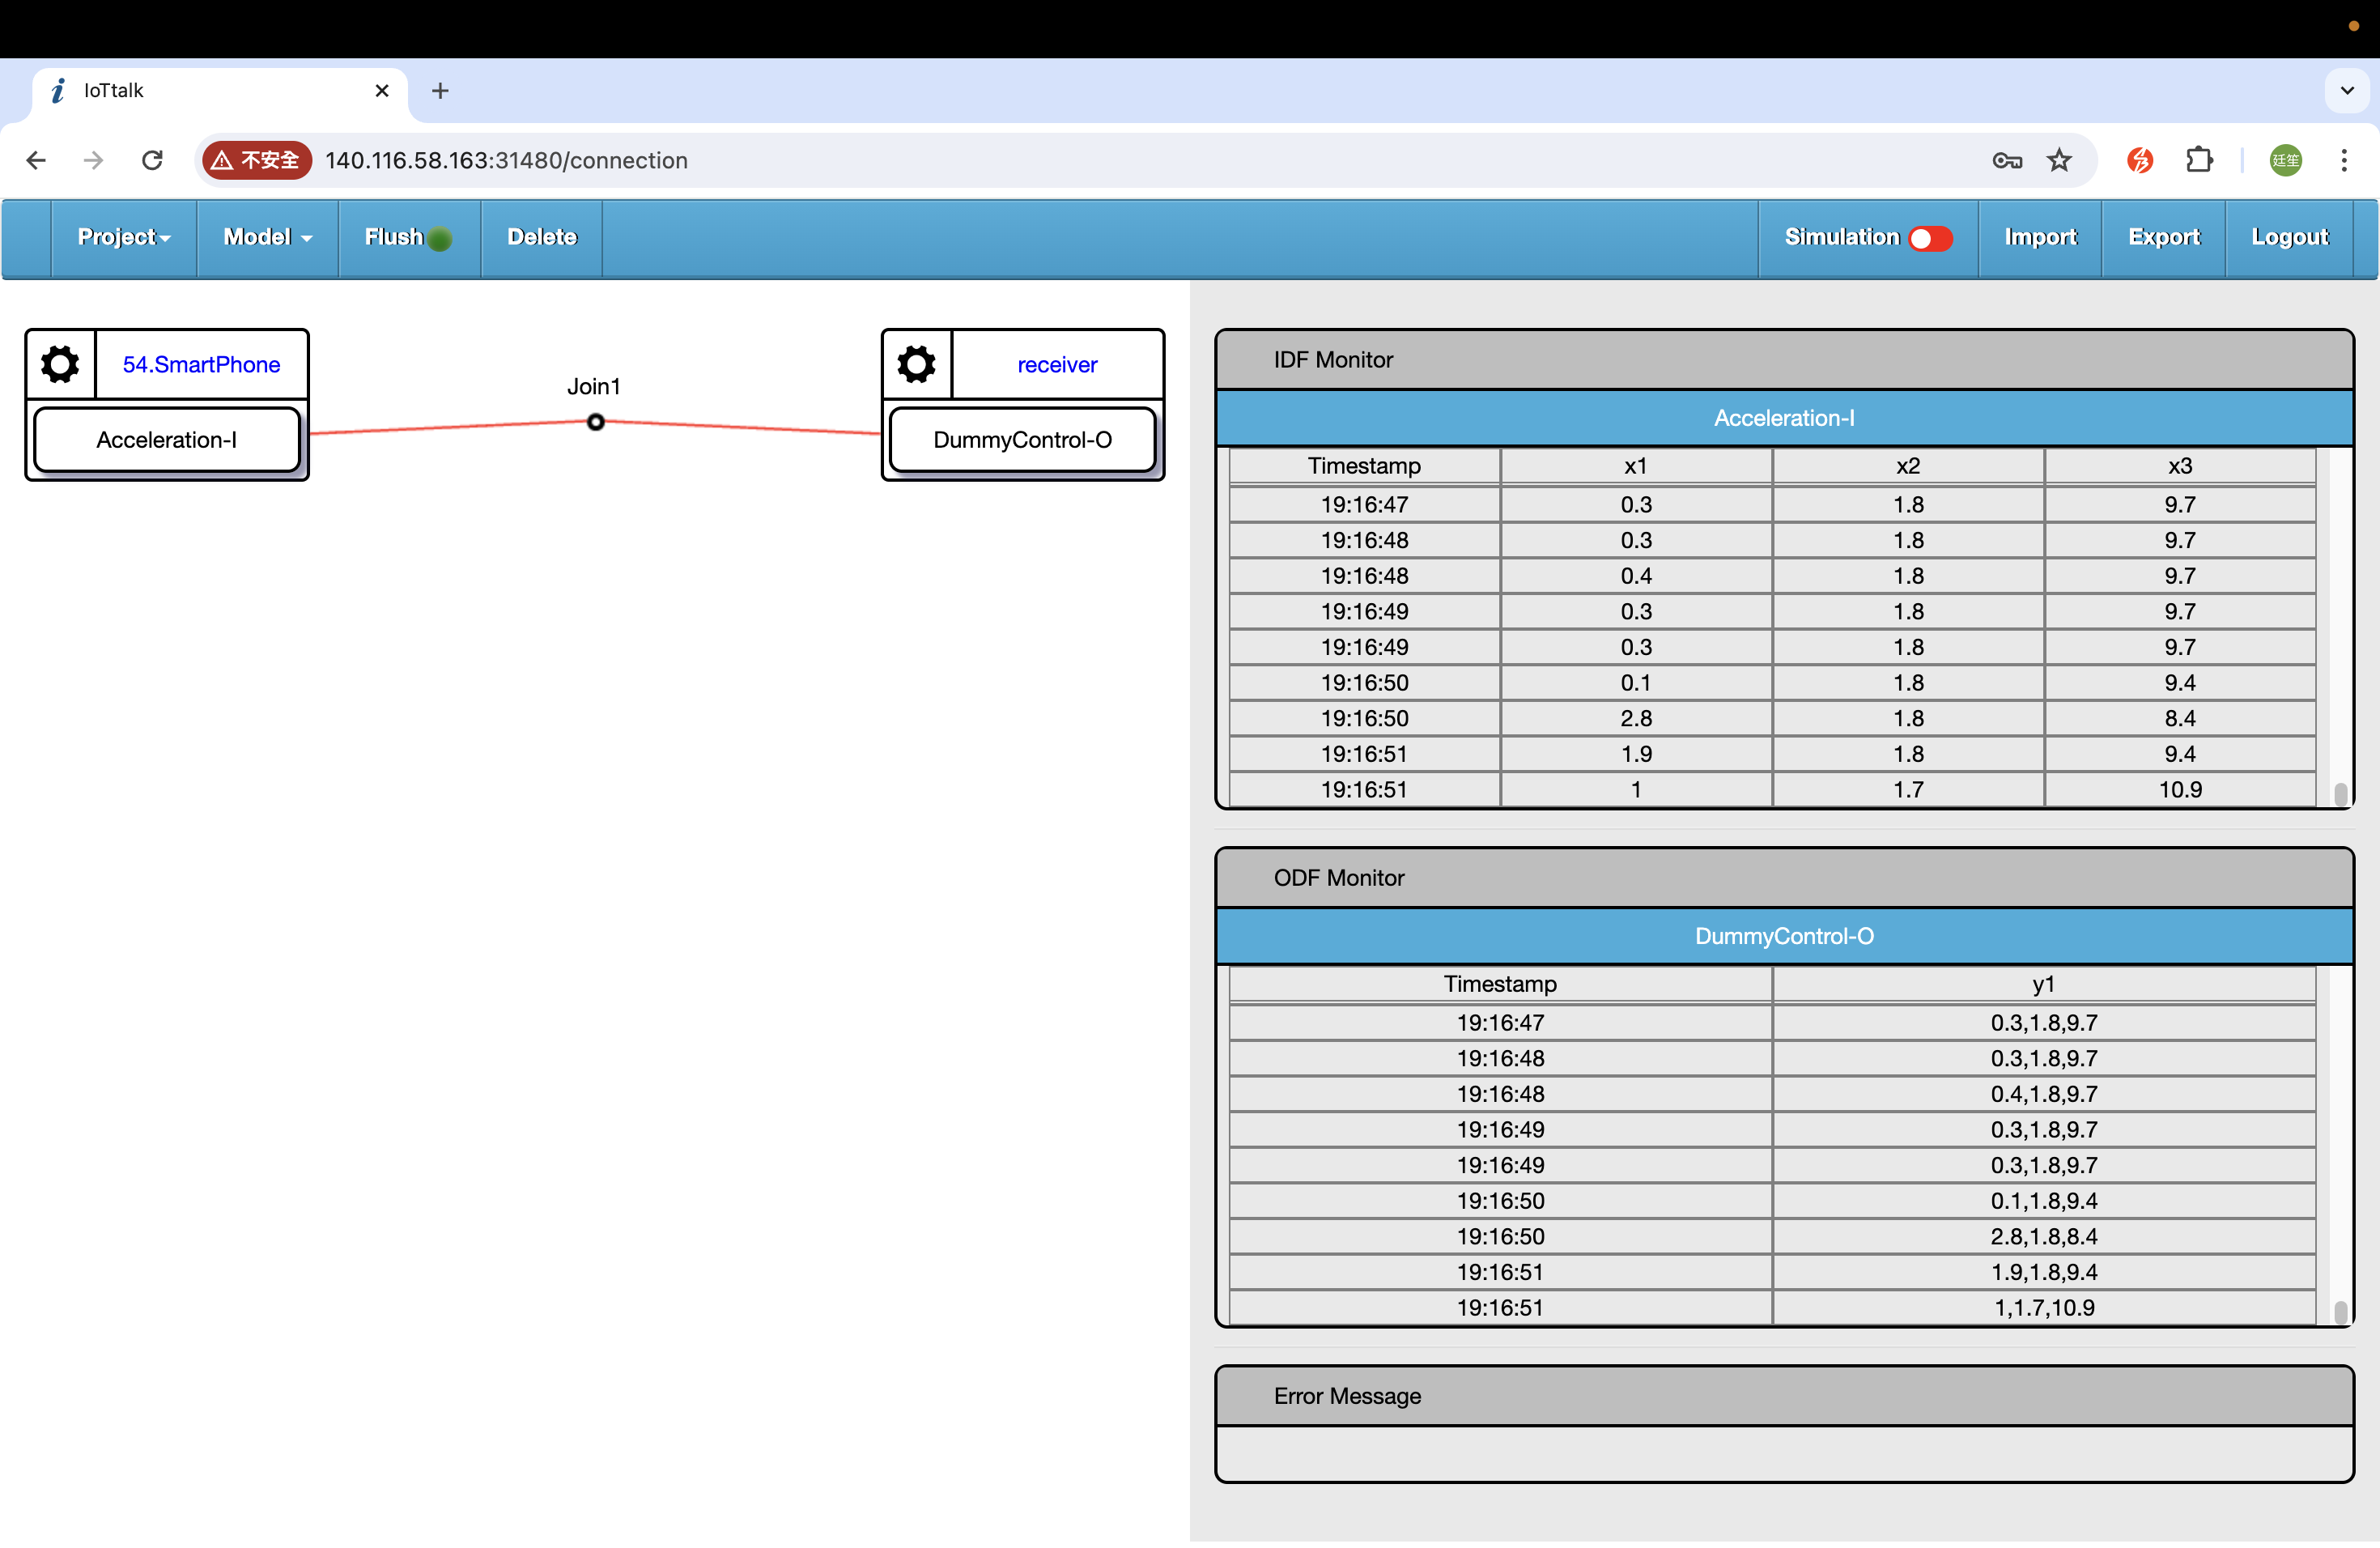 IoTtalk
不安全 140.116.58.163:31480/connection 廷笙
Project Model Flush Delete Simulation Import Export Logout
54.SmartPhone
Acceleration-I
Join1
receiver
DummyControl-O
IDF Monitor
Acceleration-I
Timestamp x1 x2 x3
19:16:47 0.3 1.8 9.7
19:16:48 0.3 1.8 9.7
19:16:48 0.4 1.8 9.7
19:16:49 0.3 1.8 9.7
19:16:49 0.3 1.8 9.7
19:16:50 0.1 1.8 9.4
19:16:50 2.8 1.8 8.4
19:16:51 1.9 1.8 9.4
19:16:51 1 1.7 10.9
ODF Monitor
DummyControl-O
Timestamp y1
19:16:47 0.3,1.8,9.7
19:16:48 0.3,1.8,9.7
19:16:48 0.4,1.8,9.7
19:16:49 0.3,1.8,9.7
19:16:49 0.3,1.8,9.7
19:16:50 0.1,1.8,9.4
19:16:50 2.8,1.8,8.4
19:16:51 1.9,1.8,9.4
19:16:51 1,1.7,10.9
Error Message